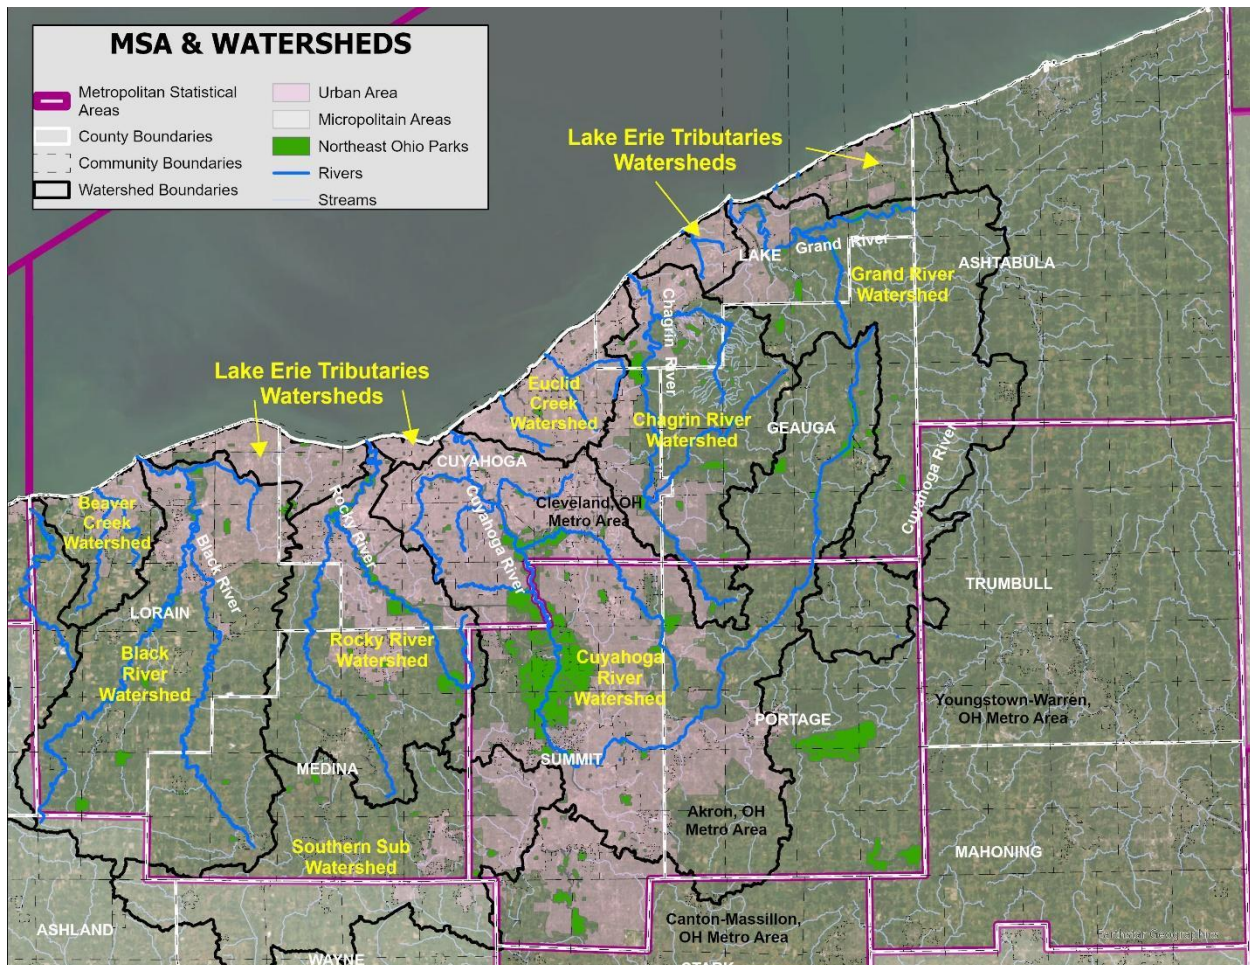 MSA & WATERSHEDS
Metropolitan Statistical
Areas
County Boundaries
Community Boundaries
Watershed Boundaries
Urban Area
Micropolitain Areas
Northeast Ohio Parks
Rivers
Streams
Lake Erie Tributaries
Watersheds
LAKE
Grand River
ASHTABULA
Grand River
Watershed
Chagrin River
Lake Erie Tributaries
Watersheds
Euclid
Creek
Watershed
Chagrin River
Watershed
GEAUGA
CUYAHOGA
Cuyahoga River
Beaver
Creek
Watershed
Rocky River
Cuyahoga River
Cleveland, OH
Metro Area
Black River
LORAIN
TRUMBULL
Black
River
Watershed
Rocky River
Watershed
Cuyahoga
River
Watershed
Youngstown-Warren,
OH Metro Area
PORTAGE
MEDINA
SUMMIT
Akron, OH
Metro Area
Southern Sub
Watershed
MAHONING
ASHLAND
Canton-Massillon,
OH Metro Area
Earthstar Geographics
WAYNE
STARK